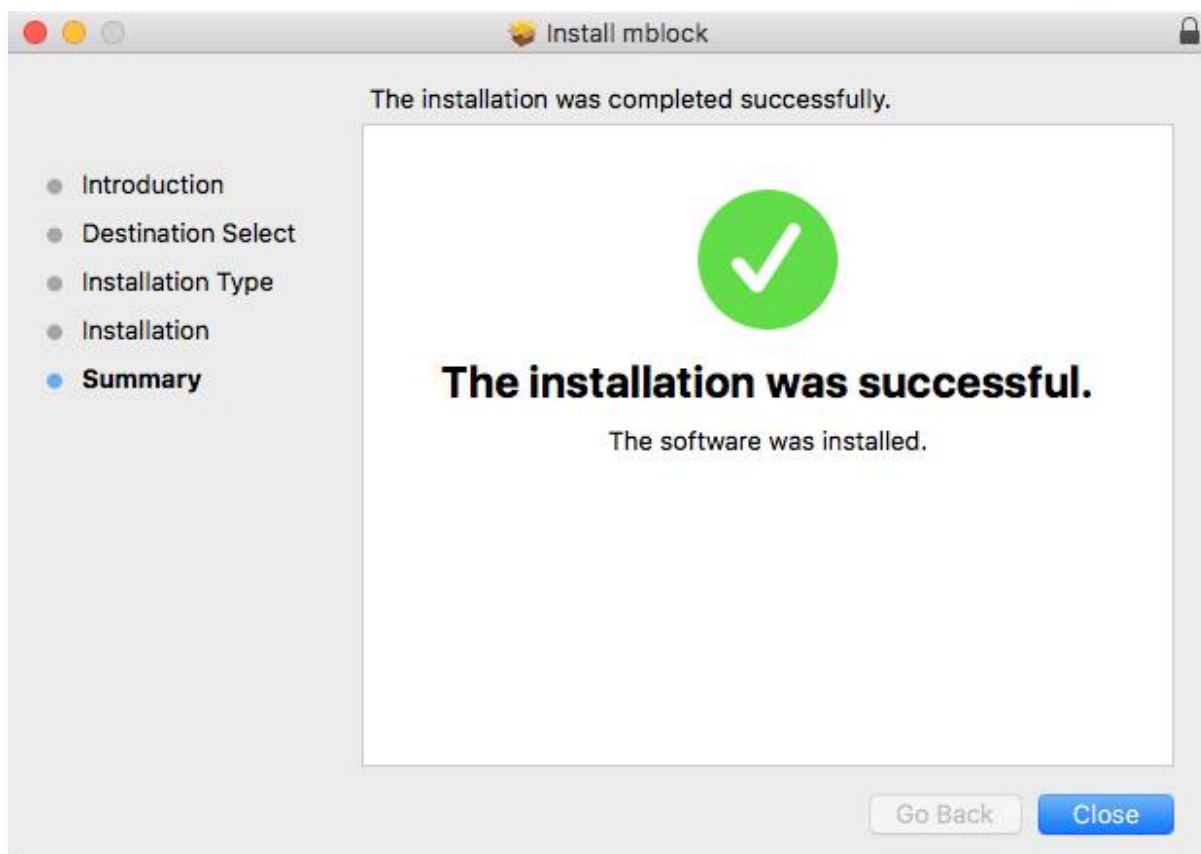 Install mblock
The installation was completed successfully.
Introduction
Destination Select
Installation Type
Installation
Summary
The installation was successful.
The software was installed.
Go Back
Close